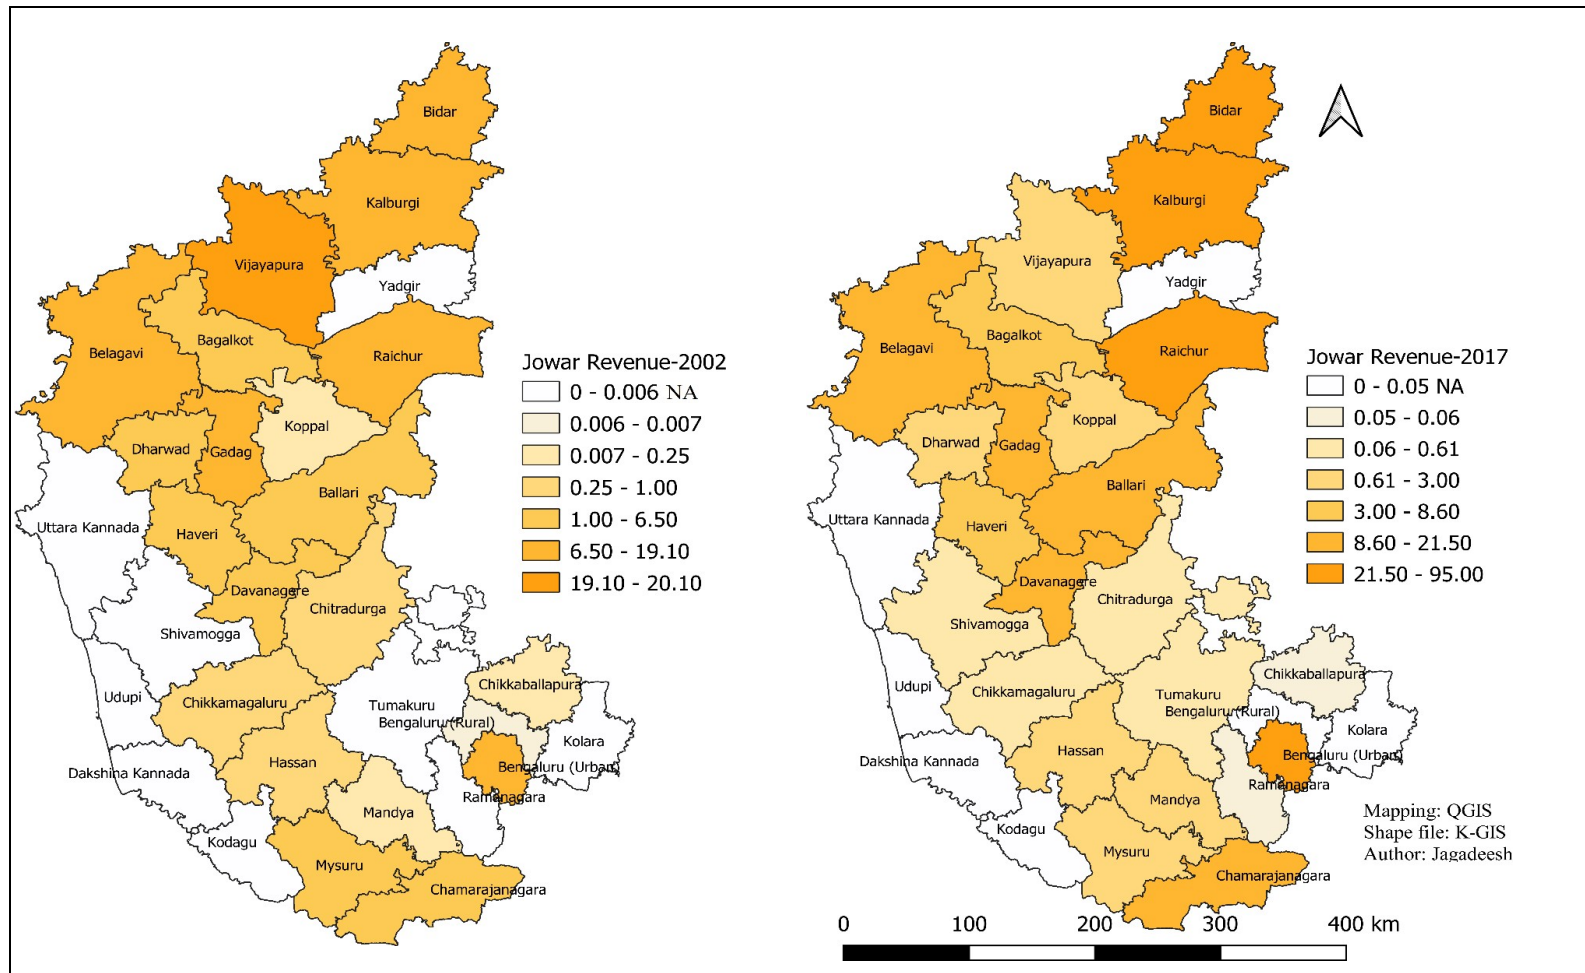 Bidar
Kalburgi
Vijayapura
Yadgir
Bagalkot
Belagavi
Raichur
Koppal
Dharwad
Gadag
Ballari
Uttara Kannada
Haveri
Davanagere
Chitradurga
Shivamogga
Chikkaballapura
Udupi
Chikkamagaluru
Tumakuru
Bengaluru (Rural)
Kolara
Hassan
Dakshina Kannada
Bengaluru (Urban)
Ramanagara
Mandya
Kodagu
Mysuru
Chamarajanagara
Jowar Revenue-2002
0 - 0.006 NA
0.006 - 0.007
0.007 - 0.25
0.25 - 1.00
1.00 - 6.50
6.50 - 19.10
19.10 - 20.10
Bidar
Kalburgi
Vijayapura
Yadgir
Bagalkot
Belagavi
Raichur
Koppal
Dharwad
Gadag
Ballari
Uttara Kannada
Haveri
Davanagere
Chitradurga
Shivamogga
Chikkaballapura
Udupi
Chikkamagaluru
Tumakuru
Bengaluru (Rural)
Kolara
Hassan
Dakshina Kannada
Bengaluru (Urban)
Ramanagara
Mandya
Kodagu
Mysuru
Chamarajanagara
Jowar Revenue-2017
0 - 0.05 NA
0.05 - 0.06
0.06 - 0.61
0.61 - 3.00
3.00 - 8.60
8.60 - 21.50
21.50 - 95.00
Mapping: QGIS
Shape file: K-GIS
Author: Jagadeesh
0 100 200 300 400 km